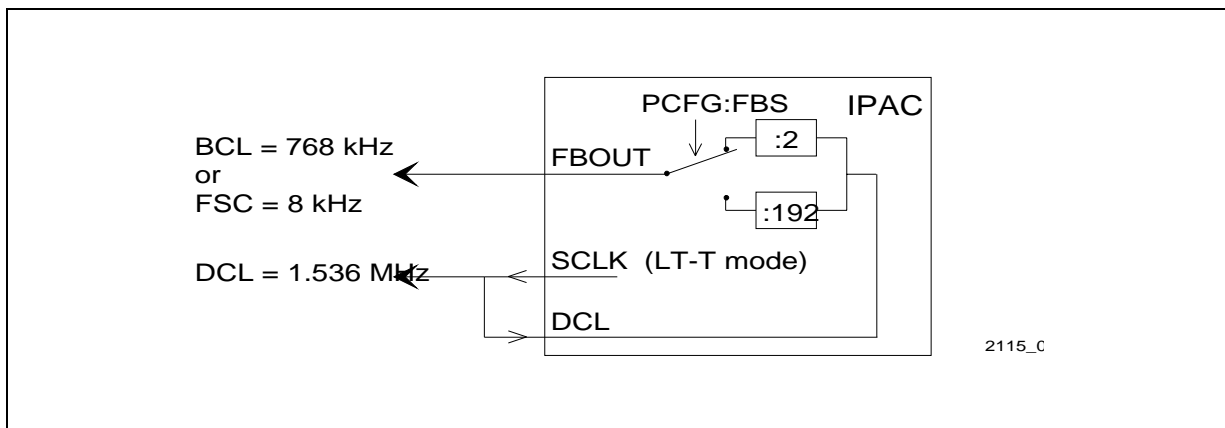 PCFG:FBS
IPAC
:2
BCL = 768 kHz
or
FSC = 8 kHz
FBOUT
:192
SCLK (LT-T mode)
DCL = 1.536 MHz
DCL
2115_0